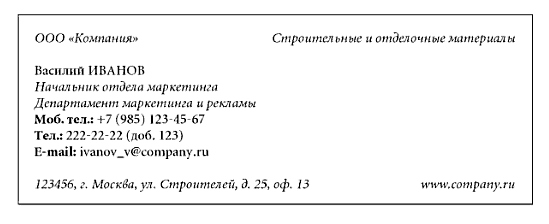 ООО «Компания» Строительные и отделочные материалы
Василий ИВАНОВ
Начальник отдела маркетинга
Департамент маркетинга и рекламы
Моб. тел.: +7 (985) 123-45-67
Тел.: 222-22-22 (доб. 123)
E-mail: ivanov_v@company.ru
123456, г. Москва, ул. Строителей, д. 25, оф. 13 www.company.ru